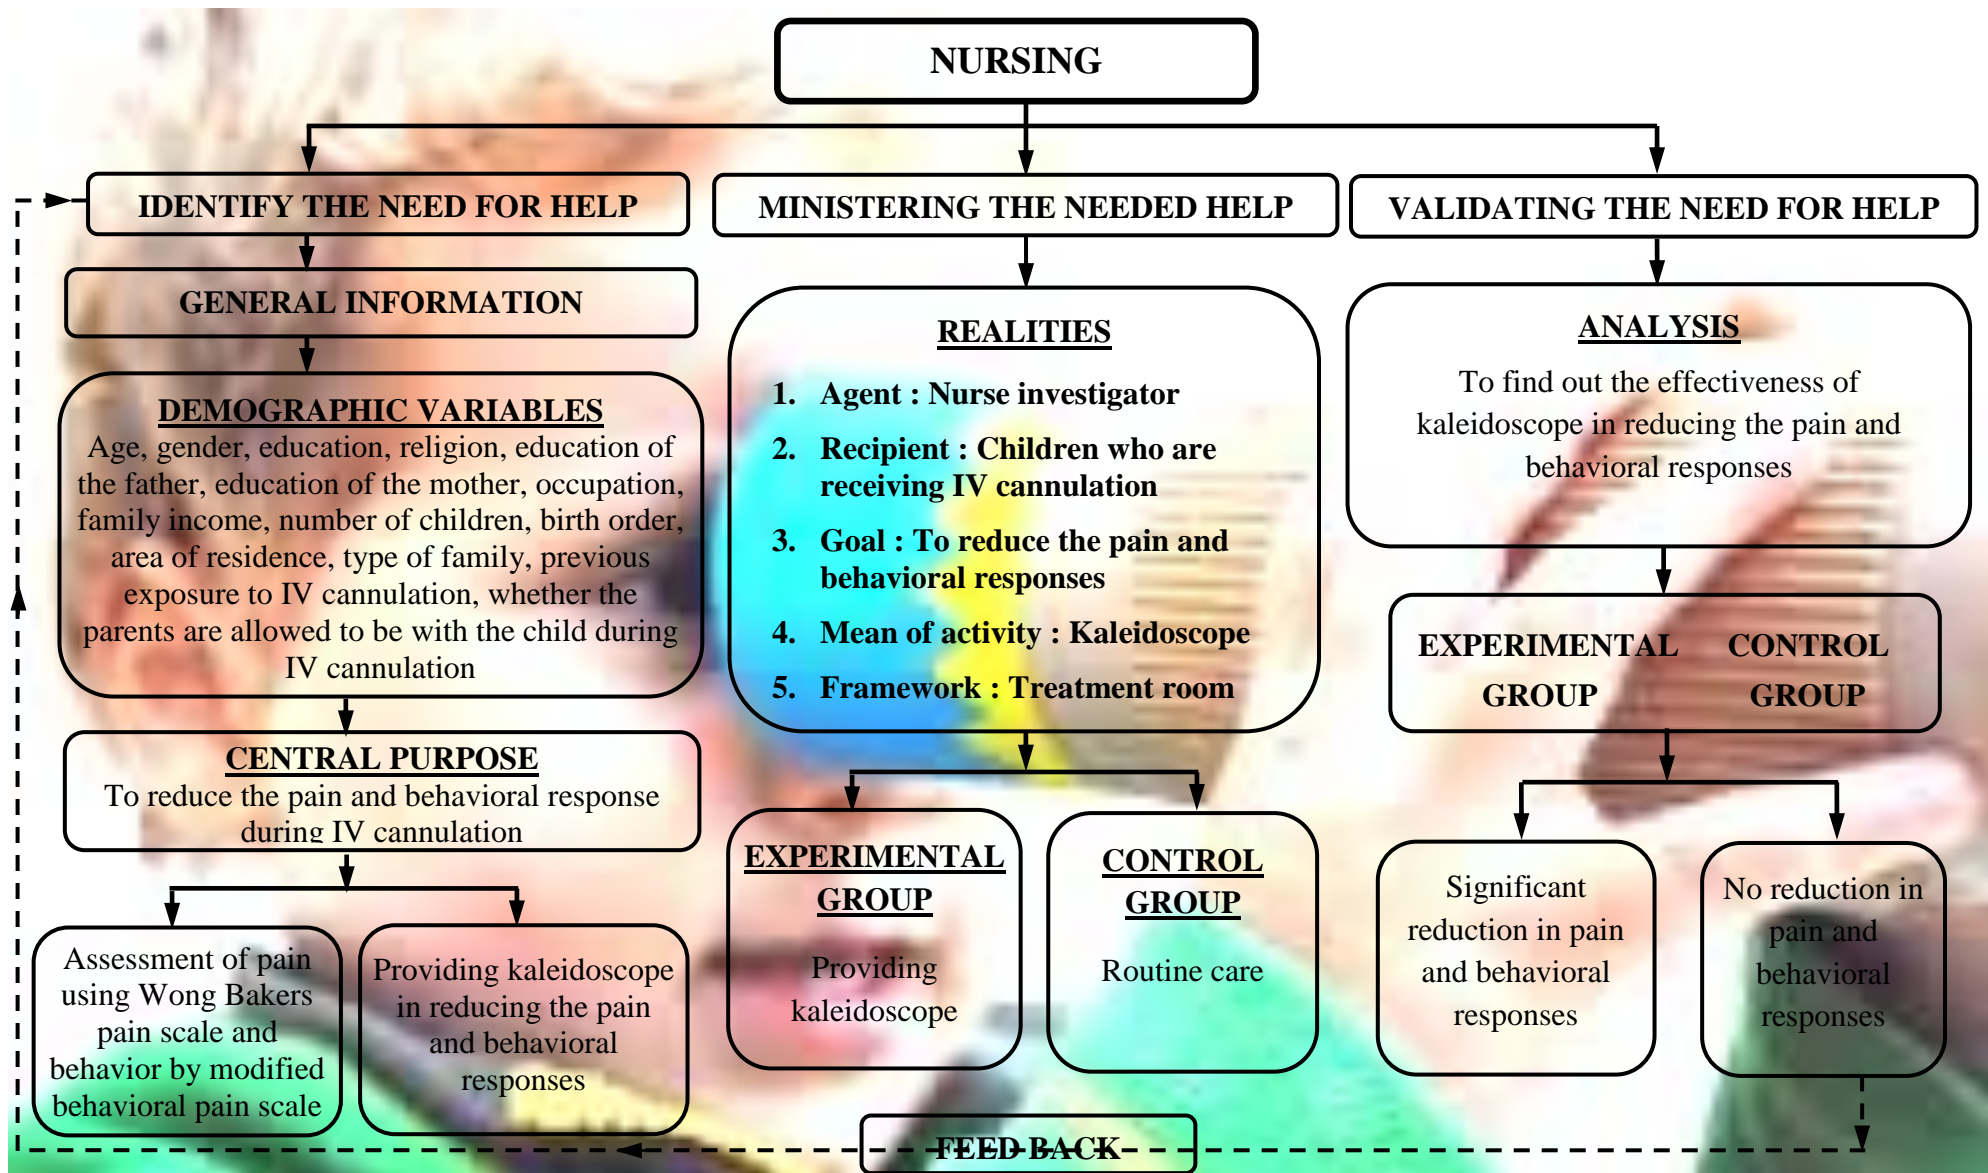 NURSING
IDENTIFY THE NEED FOR HELP
GENERAL INFORMATION
DEMOGRAPHIC VARIABLES
Age, gender, education, religion, education of
the father, education of the mother, occupation,
family income, number of children, birth order,
area of residence, type of family, previous
exposure to IV cannulation, whether the
parents are allowed to be with the child during
IV cannulation
CENTRAL PURPOSE
To reduce the pain and behavioral response
during IV cannulation
Assessment of pain
using Wong Bakers
pain scale and
behavior by modified
behavioral pain scale
Providing kaleidoscope
in reducing the pain
and behavioral
responses
MINISTERING THE NEEDED HELP
REALITIES
1. Agent : Nurse investigator
2. Recipient : Children who are
receiving IV cannulation
3. Goal : To reduce the pain and
behavioral responses
4. Mean of activity : Kaleidoscope
5. Framework : Treatment room
EXPERIMENTAL
GROUP
Providing
kaleidoscope
CONTROL
GROUP
Routine care
VALIDATING THE NEED FOR HELP
ANALYSIS
To find out the effectiveness of
kaleidoscope in reducing the pain and
behavioral responses
EXPERIMENTAL
GROUP
CONTROL
GROUP
Significant
reduction in pain
and behavioral
responses
No reduction in
pain and
behavioral
responses
FEED BACK